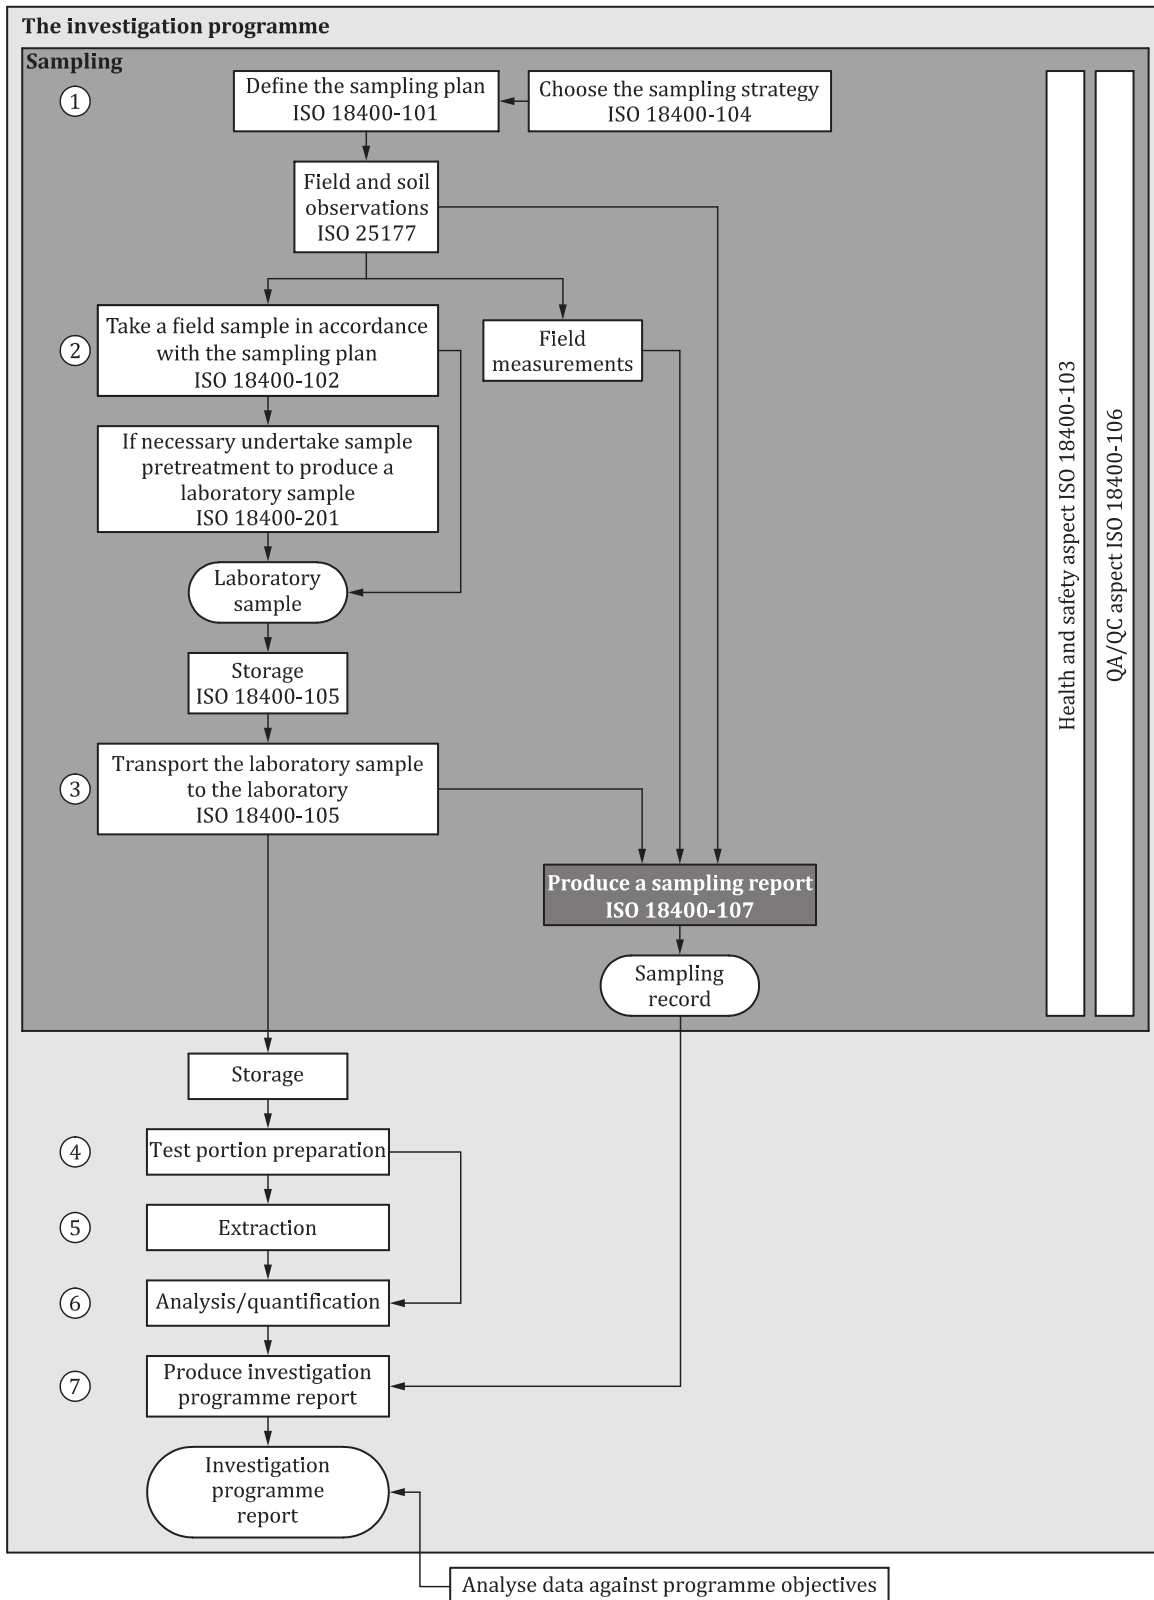 The investigation programme
Sampling
1
Define the sampling plan
ISO 18400-101
Choose the sampling strategy
ISO 18400-104
Field and soil
observations
ISO 25177
2
Take a field sample in accordance
with the sampling plan
ISO 18400-102
Field
measurements
If necessary undertake sample
pretreatment to produce a
laboratory sample
ISO 18400-201
Laboratory
sample
Storage
ISO 18400-105
3
Transport the laboratory sample
to the laboratory
ISO 18400-105
Produce a sampling report
ISO 18400-107
Sampling
record
Health and safety aspect ISO 18400-103
QA/QC aspect ISO 18400-106
Storage
4
Test portion preparation
5
Extraction
6
Analysis/quantification
7
Produce investigation
programme report
Investigation
programme
report
Analyse data against programme objectives